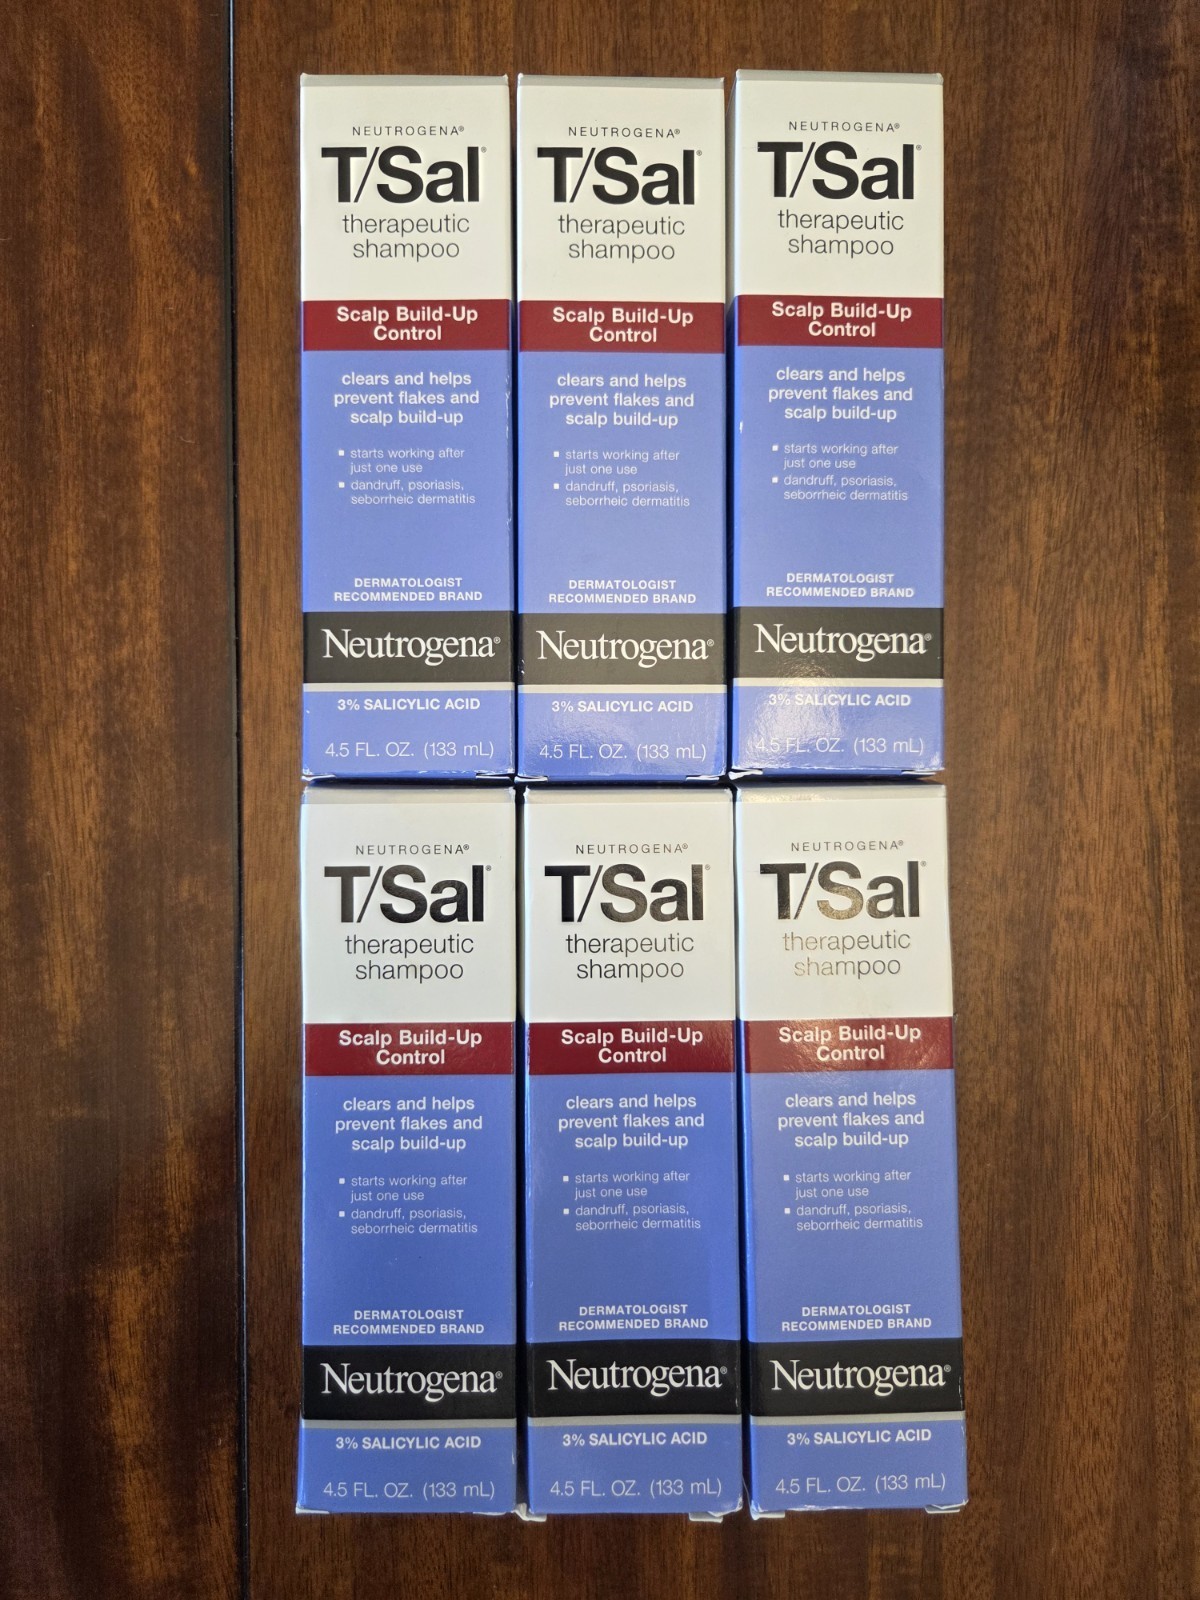 NEUTROGENA®
T/Sal®
therapeutic
shampoo
Scalp Build-Up
Control
clears and helps
prevent flakes and
scalp build-up
▪ starts working after
just one use
▪ dandruff, psoriasis,
seborrheic dermatitis
DERMATOLOGIST
RECOMMENDED BRAND
Neutrogena®
3% SALICYLIC ACID
4.5 FL. OZ. (133 mL)
NEUTROGENA®
T/Sal®
therapeutic
shampoo
Scalp Build-Up
Control
clears and helps
prevent flakes and
scalp build-up
▪ starts working after
just one use
▪ dandruff, psoriasis,
seborrheic dermatitis
DERMATOLOGIST
RECOMMENDED BRAND
Neutrogena®
3% SALICYLIC ACID
4.5 FL. OZ. (133 mL)
NEUTROGENA®
T/Sal®
therapeutic
shampoo
Scalp Build-Up
Control
clears and helps
prevent flakes and
scalp build-up
▪ starts working after
just one use
▪ dandruff, psoriasis,
seborrheic dermatitis
DERMATOLOGIST
RECOMMENDED BRAND
Neutrogena®
3% SALICYLIC ACID
4.5 FL. OZ. (133 mL)
NEUTROGENA®
T/Sal®
therapeutic
shampoo
Scalp Build-Up
Control
clears and helps
prevent flakes and
scalp build-up
▪ starts working after
just one use
▪ dandruff, psoriasis,
seborrheic dermatitis
DERMATOLOGIST
RECOMMENDED BRAND
Neutrogena®
3% SALICYLIC ACID
4.5 FL. OZ. (133 mL)
NEUTROGENA®
T/Sal®
therapeutic
shampoo
Scalp Build-Up
Control
clears and helps
prevent flakes and
scalp build-up
▪ starts working after
just one use
▪ dandruff, psoriasis,
seborrheic dermatitis
DERMATOLOGIST
RECOMMENDED BRAND
Neutrogena®
3% SALICYLIC ACID
4.5 FL. OZ. (133 mL)
NEUTROGENA®
T/Sal®
therapeutic
shampoo
Scalp Build-Up
Control
clears and helps
prevent flakes and
scalp build-up
▪ starts working after
just one use
▪ dandruff, psoriasis,
seborrheic dermatitis
DERMATOLOGIST
RECOMMENDED BRAND
Neutrogena®
3% SALICYLIC ACID
4.5 FL. OZ. (133 mL)